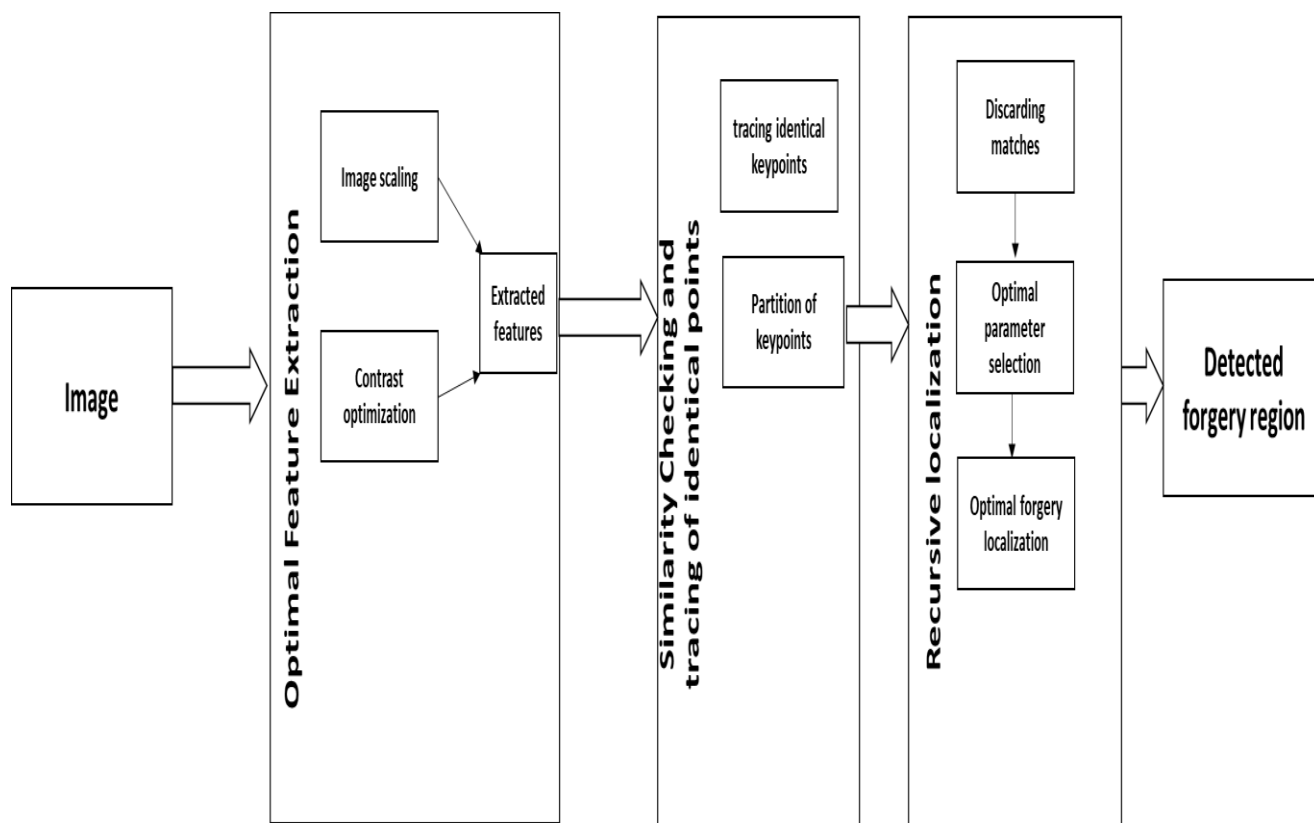 Image
Optimal Feature Extraction
Image scaling
Contrast
optimization
Extracted
features
Similarity Checking and
tracing of identical points
tracing identical
keypoints
Partition of
keypoints
Recursive localization
Discarding
matches
Optimal
parameter
selection
Optimal forgery
localization
Detected
forgery region